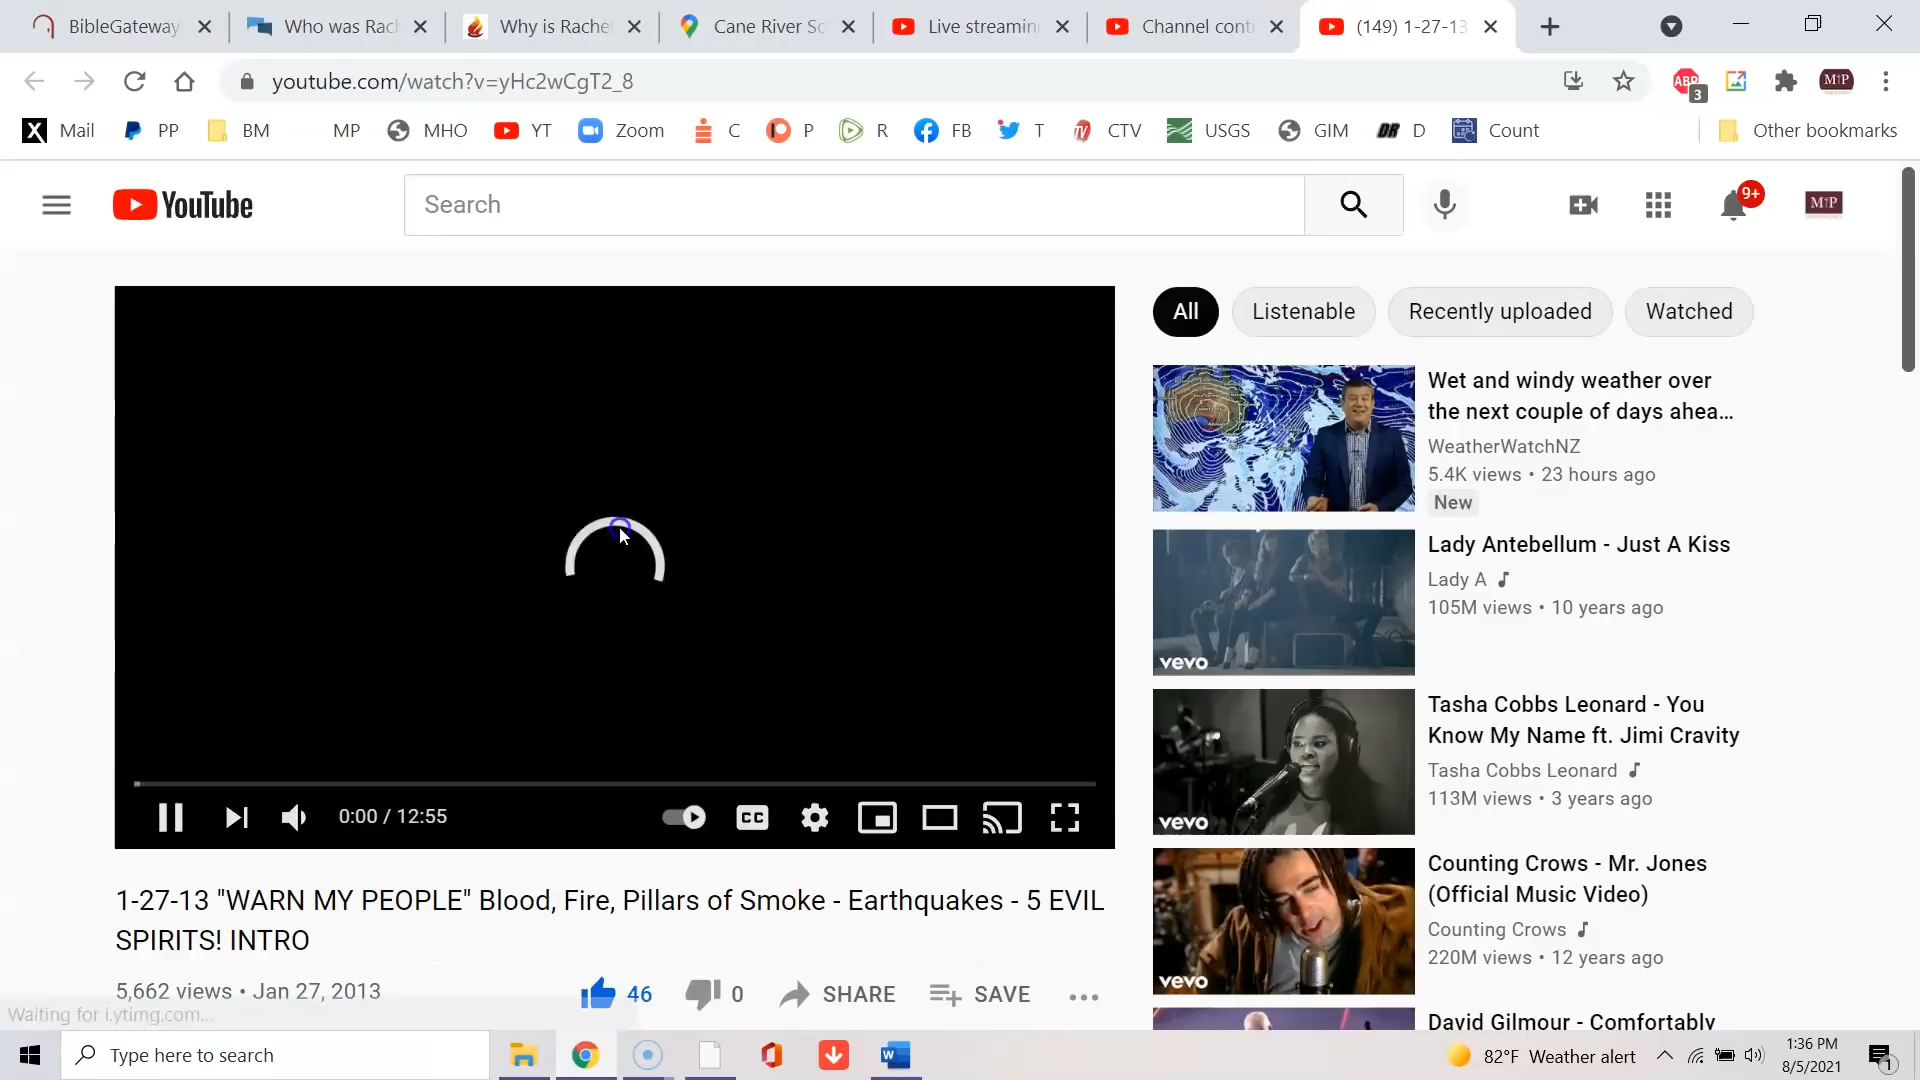 BibleGateway
Who was Rach
Why is Rache
Cane River Sc
Live streamin
Channel cont
(149) 1-27-13
youtube.com/watch?v=yHc2wCgT2_8
ABP
3
M↑P
X Mail
PP
BM
MP
MHO
YT
Zoom
C
P
R
FB
T
CTV
USGS
GIM
DR D
Count
Other bookmarks
YouTube
Search
9+
M↑P
All
Listenable
Recently uploaded
Watched
Wet and windy weather over
the next couple of days ahea...
WeatherWatchNZ
5.4K views • 23 hours ago
New
vevo
Lady Antebellum - Just A Kiss
Lady A
105M views • 10 years ago
vevo
Tasha Cobbs Leonard - You
Know My Name ft. Jimi Cravity
Tasha Cobbs Leonard
113M views • 3 years ago
vevo
Counting Crows - Mr. Jones
(Official Music Video)
Counting Crows
220M views • 12 years ago
David Gilmour - Comfortably
0:00 / 12:55
CC
1-27-13 "WARN MY PEOPLE" Blood, Fire, Pillars of Smoke - Earthquakes - 5 EVIL
SPIRITS! INTRO
5,662 views • Jan 27, 2013
46
0
SHARE
SAVE
Waiting for i.ytimg.com...
Type here to search
W
82°F Weather alert
1:36 PM
8/5/2021
1